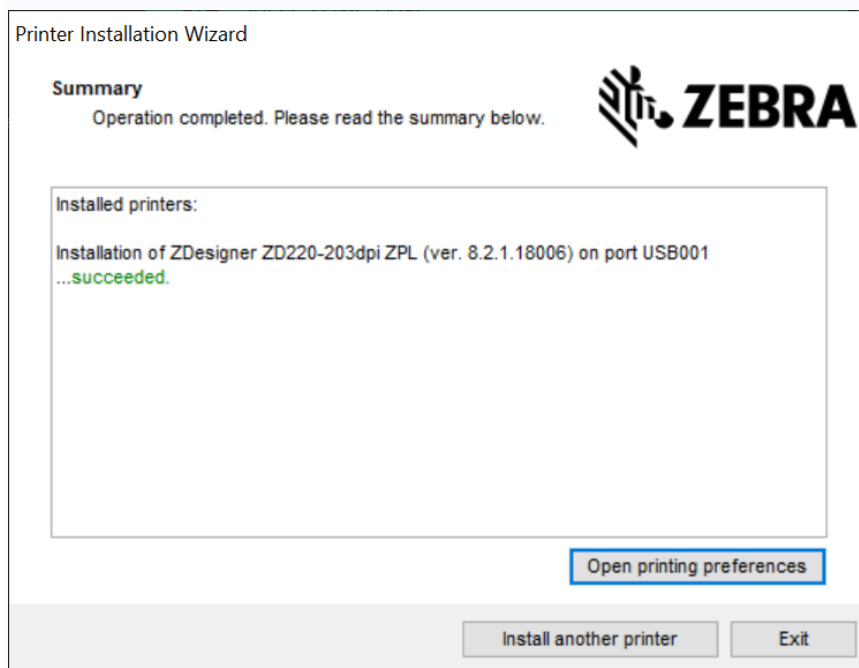 Printer Installation Wizard
Summary
Operation completed. Please read the summary below.
ZEBRA
Installed printers:
Installation of ZDesigner ZD220-203dpi ZPL (ver. 8.2.1.18006) on port USB001
...succeeded.
Open printing preferences
Install another printer
Exit